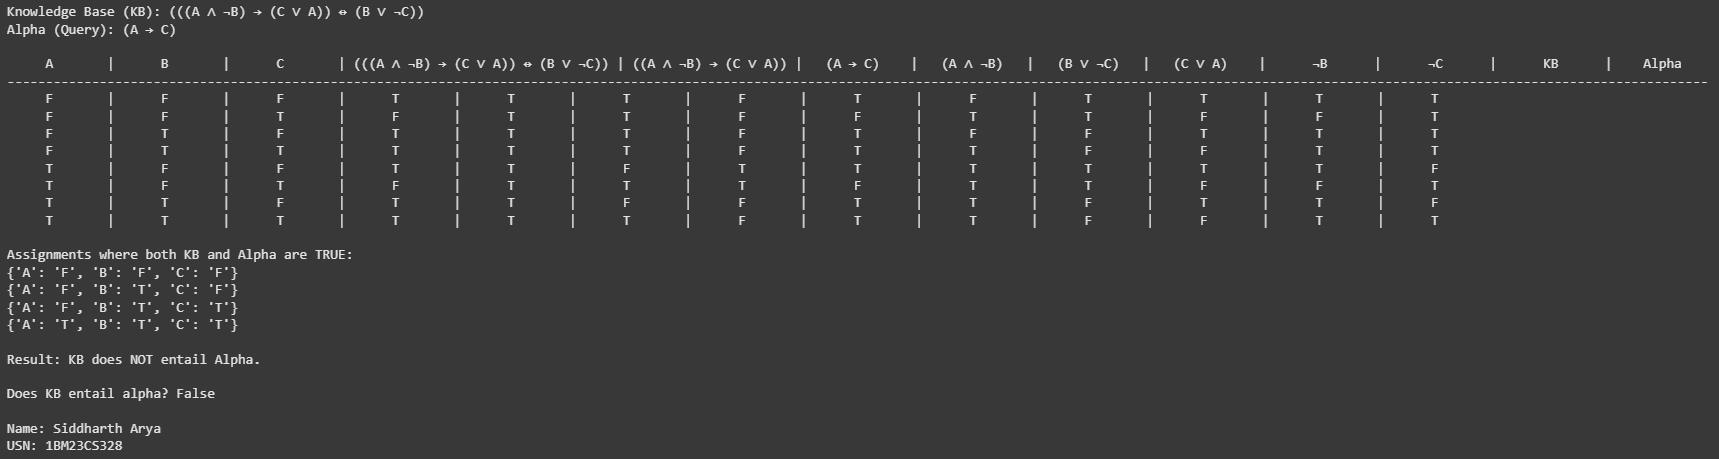 Knowledge Base (KB): (((A ∧ ¬B) → (C ∨ A)) ↔ (B ∨ ¬C))
Alpha (Query): (A → C)
A | B | C | (((A ∧ ¬B) → (C ∨ A)) ↔ (B ∨ ¬C)) | ((A ∧ ¬B) → (C ∨ A)) | (A → C) | (A ∧ ¬B) | (B ∨ ¬C) | (C ∨ A) | ¬B | ¬C | KB | Alpha
F | F | F | T | T | T | F | T | F | T | T | T | T
F | F | T | F | T | T | F | F | T | T | F | F | T
F | T | F | T | T | T | F | T | F | F | T | T | T
F | T | T | T | T | T | F | T | T | F | F | T | T
T | F | F | T | T | F | T | T | T | T | T | T | F
T | F | T | F | T | T | T | F | T | T | F | F | T
T | T | F | T | T | F | F | T | T | F | T | T | F
T | T | T | T | T | T | F | T | T | F | F | T | T
Assignments where both KB and Alpha are TRUE:
{'A': 'F', 'B': 'F', 'C': 'F'}
{'A': 'F', 'B': 'T', 'C': 'F'}
{'A': 'F', 'B': 'T', 'C': 'T'}
{'A': 'T', 'B': 'T', 'C': 'T'}
Result: KB does NOT entail Alpha.
Does KB entail alpha? False
Name: Siddharth Arya
USN: 1BM23CS328